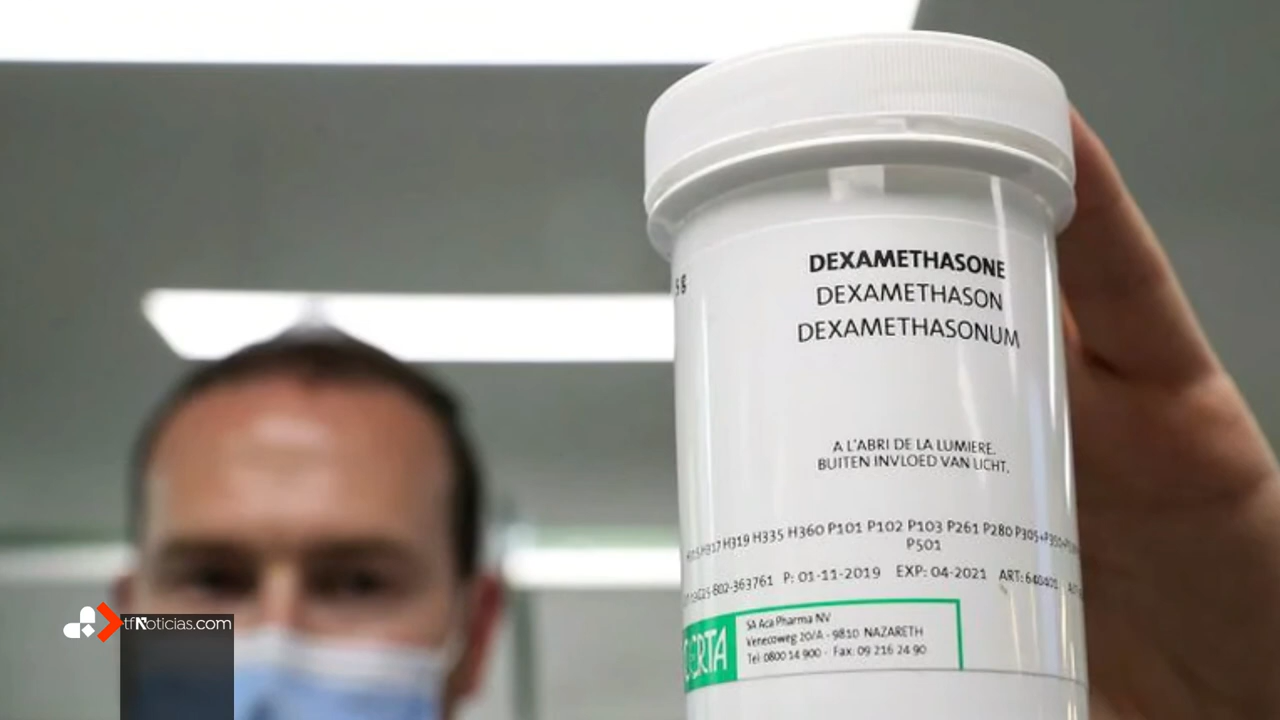 DEXAMETHASONE
DEXAMETHASON
DEXAMETHASONUM
A L'ABRI DE LA LUMIERE.
BUITEN INVLOED VAN LICHT.
H319 H335 H360 P101 P102 P103 P261 P280
P501
P: 01-11-2019 EXP: 04-2021
SA Aca Pharma NV
Venecoweg 20/A - 9810 NAZARETH
Tel: 0800 14 900 - Fax: 09 216 24 90
tfNoticias.com